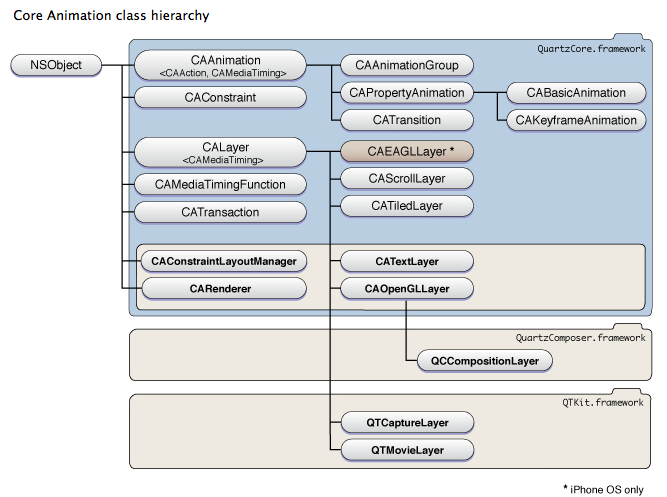 Core Animation class hierarchy
QuartzCore.framework
NSObject
CAAnimation
<CAAction, CAMediaTiming>
CAAnimationGroup
CAPropertyAnimation
CABasicAnimation
CAConstraint
CATransition
CAKeyframeAnimation
CALayer
<CAMediaTiming>
CAEAGLLayer *
CAScrollLayer
CAMediaTimingFunction
CATransaction
CATiledLayer
CAConstraintLayoutManager
CATextLayer
CARenderer
CAOpenGLLayer
QuartzComposer.framework
QCCompositionLayer
QTKit.framework
QTCaptureLayer
QTMovieLayer
* iPhone OS only